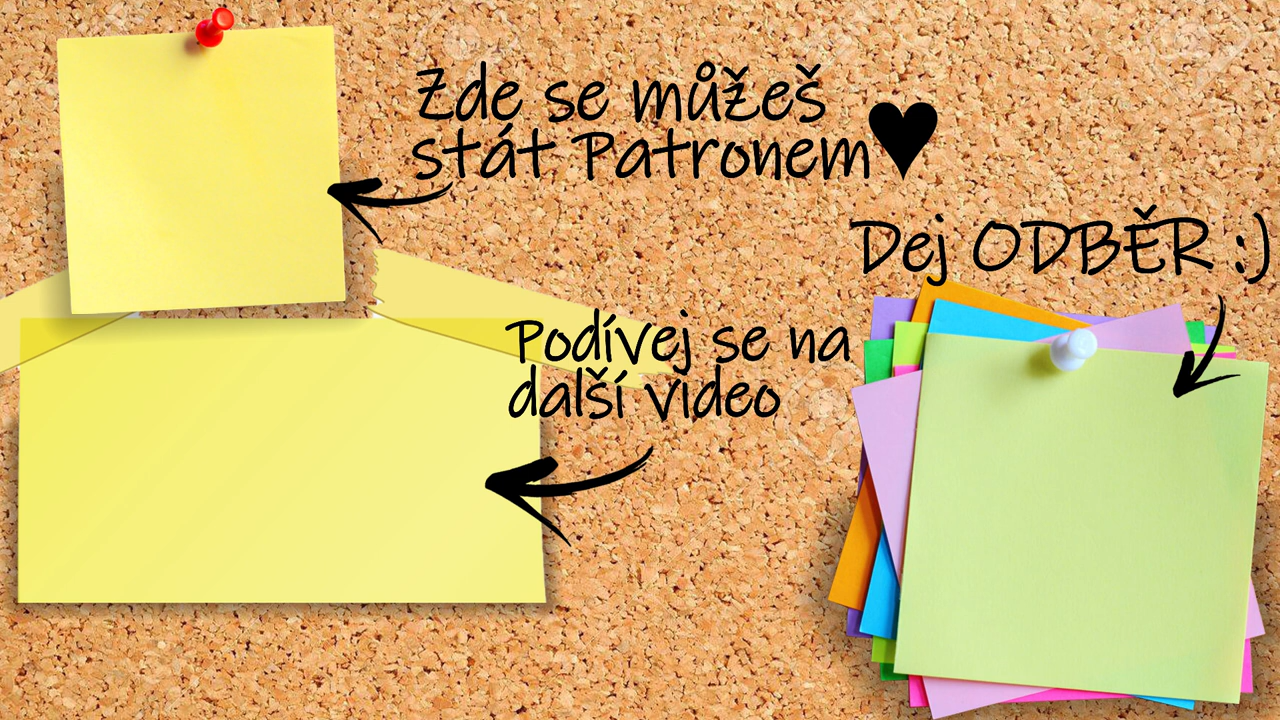 Zde se můžeš
stát Patronem♥
Dej ODBĚR :)
Podívej se na
další video